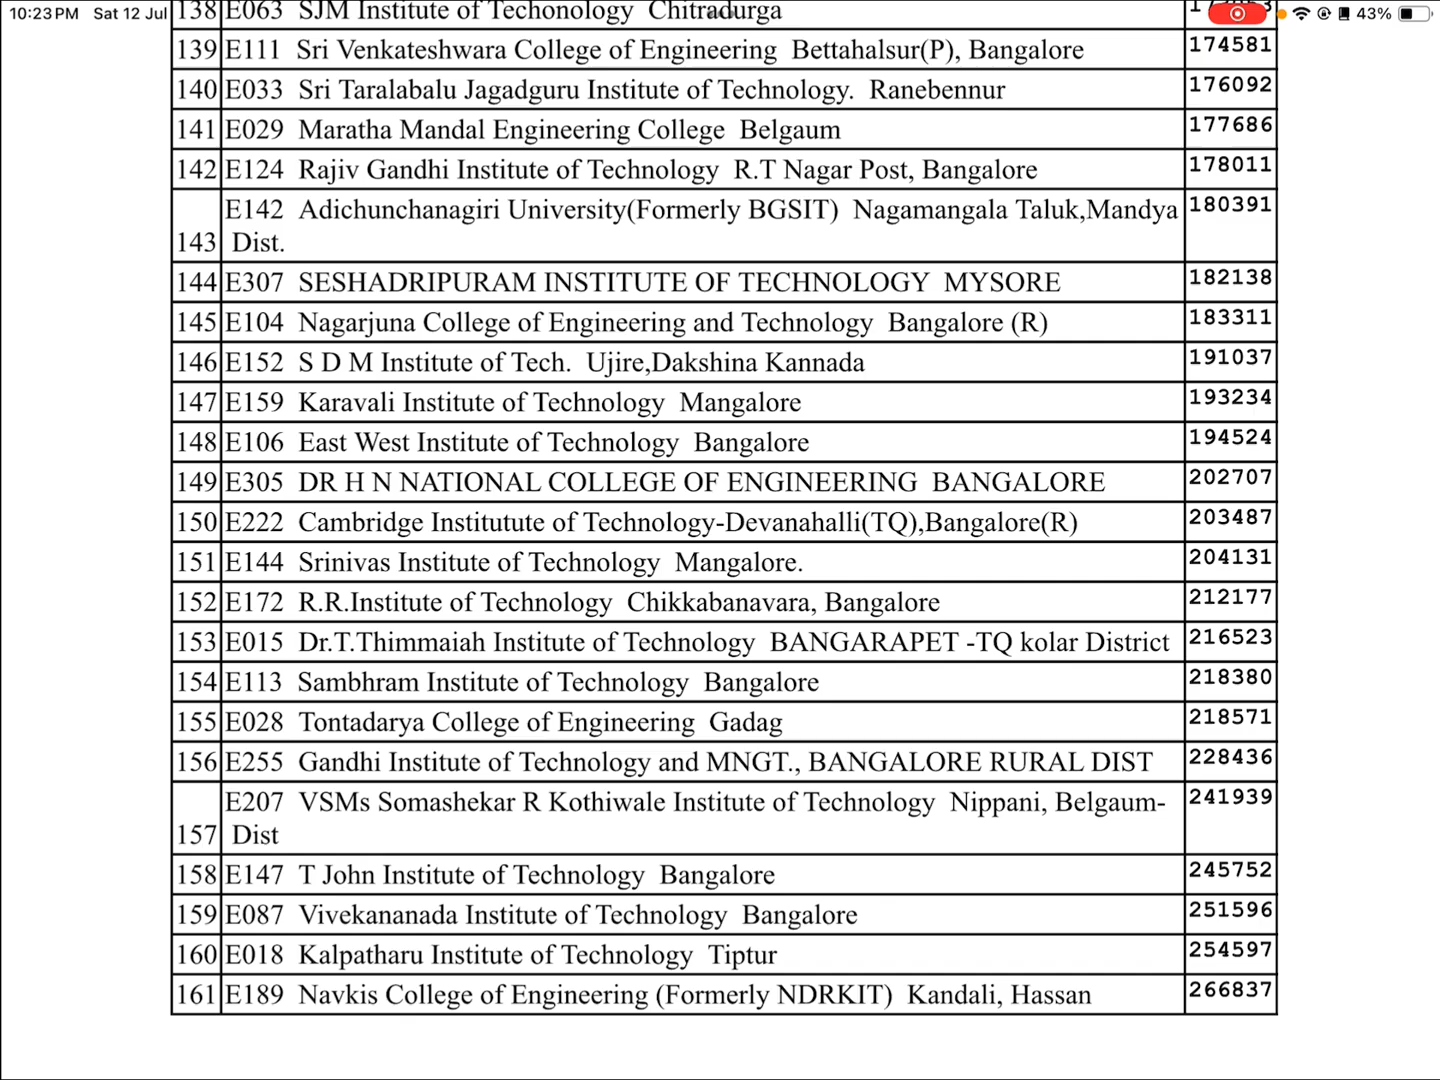 10:23 PM Sat 12 Jul
43%
138 E063 SJM Institute of Techonology Chitradurga
139 E111 Sri Venkateshwara College of Engineering Bettahalsur(P), Bangalore 174581
140 E033 Sri Taralabalu Jagadguru Institute of Technology. Ranebennur 176092
141 E029 Maratha Mandal Engineering College Belgaum 177686
142 E124 Rajiv Gandhi Institute of Technology R.T Nagar Post, Bangalore 178011
E142 Adichunchanagiri University(Formerly BGSIT) Nagamangala Taluk,Mandya 180391
143 Dist.
144 E307 SESHADRIPURAM INSTITUTE OF TECHNOLOGY MYSORE 182138
145 E104 Nagarjuna College of Engineering and Technology Bangalore (R) 183311
146 E152 S D M Institute of Tech. Ujire,Dakshina Kannada 191037
147 E159 Karavali Institute of Technology Mangalore 193234
148 E106 East West Institute of Technology Bangalore 194524
149 E305 DR H N NATIONAL COLLEGE OF ENGINEERING BANGALORE 202707
150 E222 Cambridge Institutute of Technology-Devanahalli(TQ),Bangalore(R) 203487
151 E144 Srinivas Institute of Technology Mangalore. 204131
152 E172 R.R.Institute of Technology Chikkabanavara, Bangalore 212177
153 E015 Dr.T.Thimmaiah Institute of Technology BANGARAPET -TQ kolar District 216523
154 E113 Sambhram Institute of Technology Bangalore 218380
155 E028 Tontadarya College of Engineering Gadag 218571
156 E255 Gandhi Institute of Technology and MNGT., BANGALORE RURAL DIST 228436
E207 VSMs Somashekar R Kothiwale Institute of Technology Nippani, Belgaum- 241939
157 Dist
158 E147 T John Institute of Technology Bangalore 245752
159 E087 Vivekananada Institute of Technology Bangalore 251596
160 E018 Kalpatharu Institute of Technology Tiptur 254597
161 E189 Navkis College of Engineering (Formerly NDRKIT) Kandali, Hassan 266837